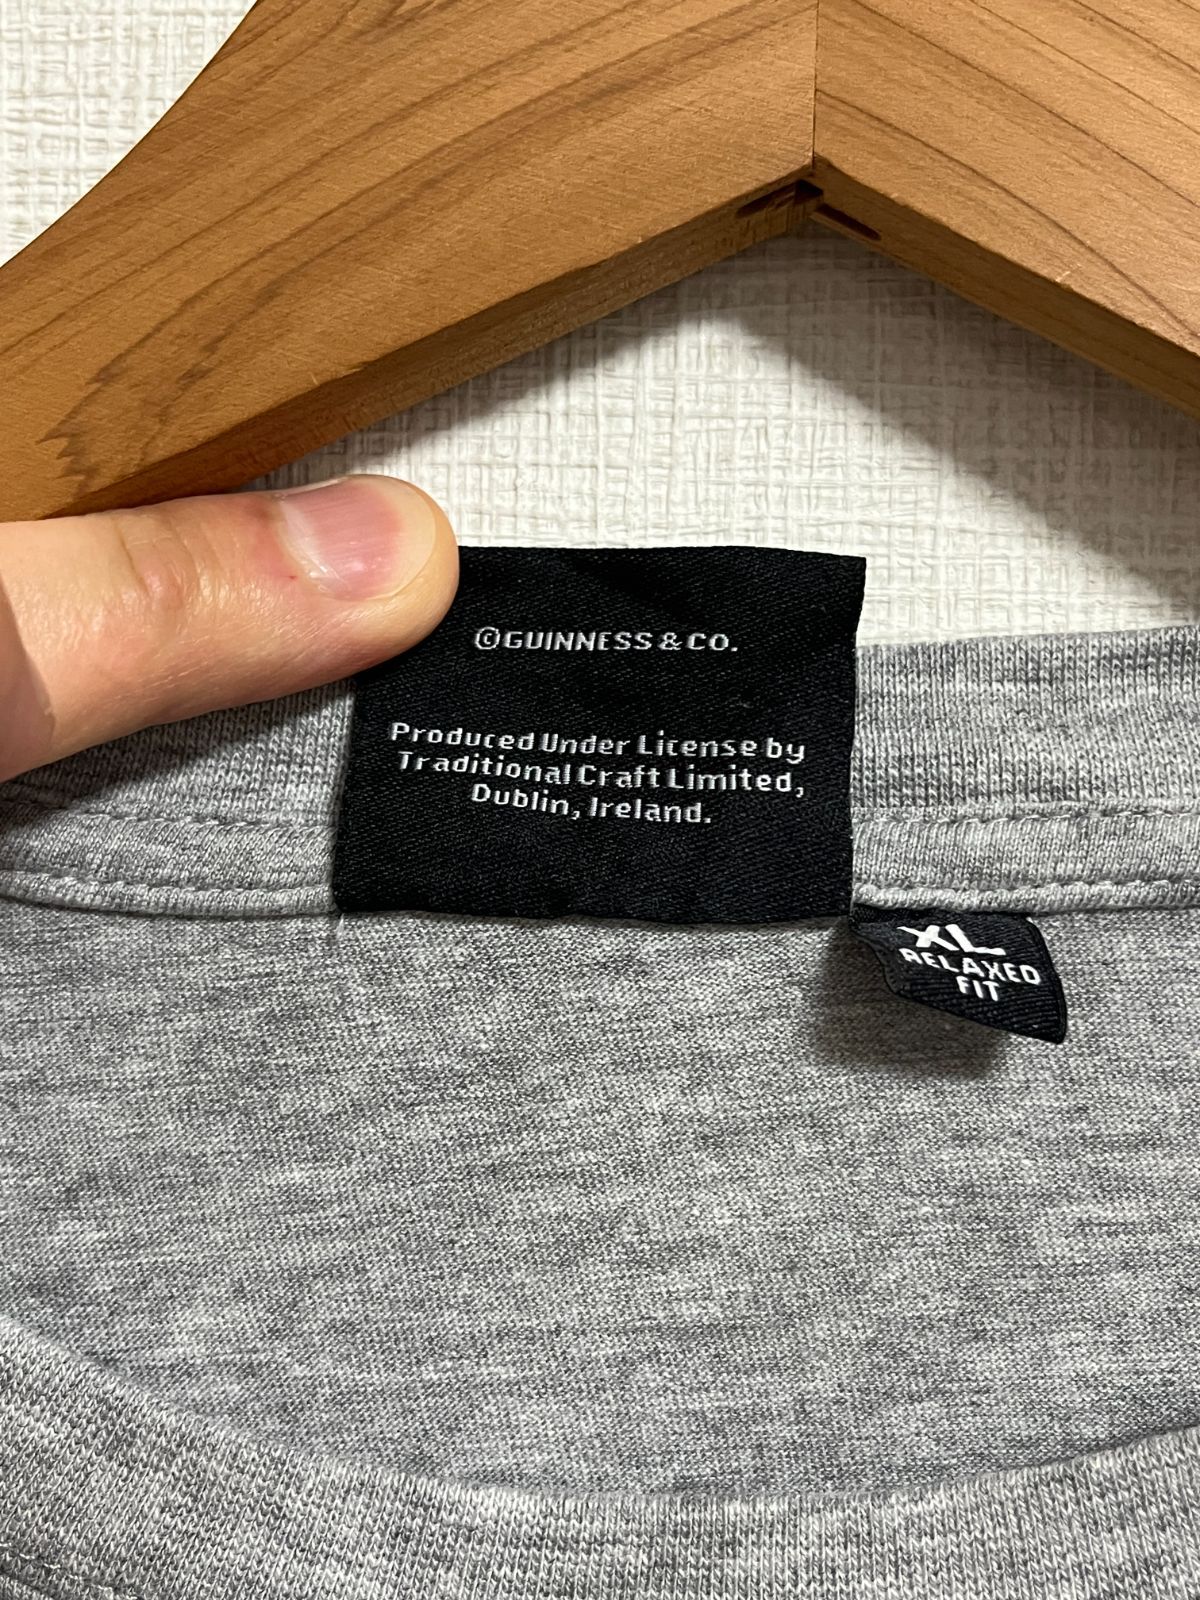 ©GUINNESS & CO.
Produced Under License by
Traditional Craft Limited,
Dublin, Ireland.
XL
RELAXED
FIT